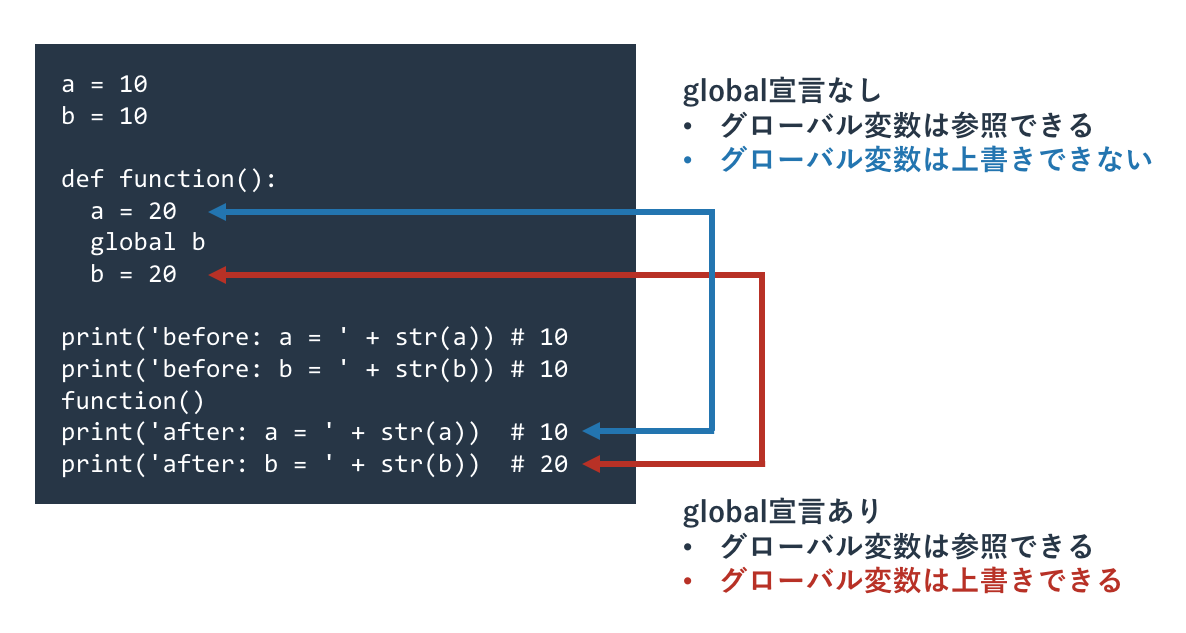 a = 10
b = 10
def function():
  a = 20
  global b
  b = 20
print('before: a = ' + str(a)) # 10
print('before: b = ' + str(b)) # 10
function()
print('after: a = ' + str(a))  # 10
print('after: b = ' + str(b))  # 20
global宣言なし
• グローバル変数は参照できる
• グローバル変数は上書きできない
global宣言あり
• グローバル変数は参照できる
• グローバル変数は上書きできる